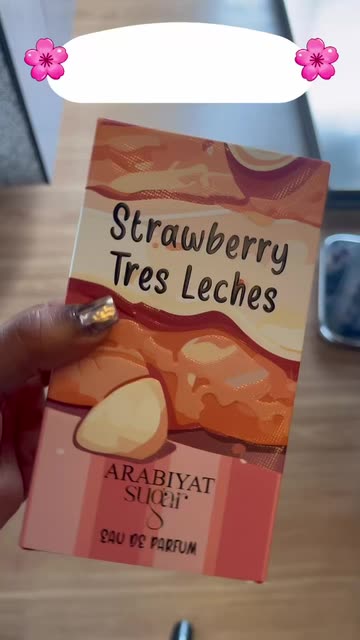 Strawberry
Tres Leches
ARABIYAT
sugar
EAU DE PARFUM